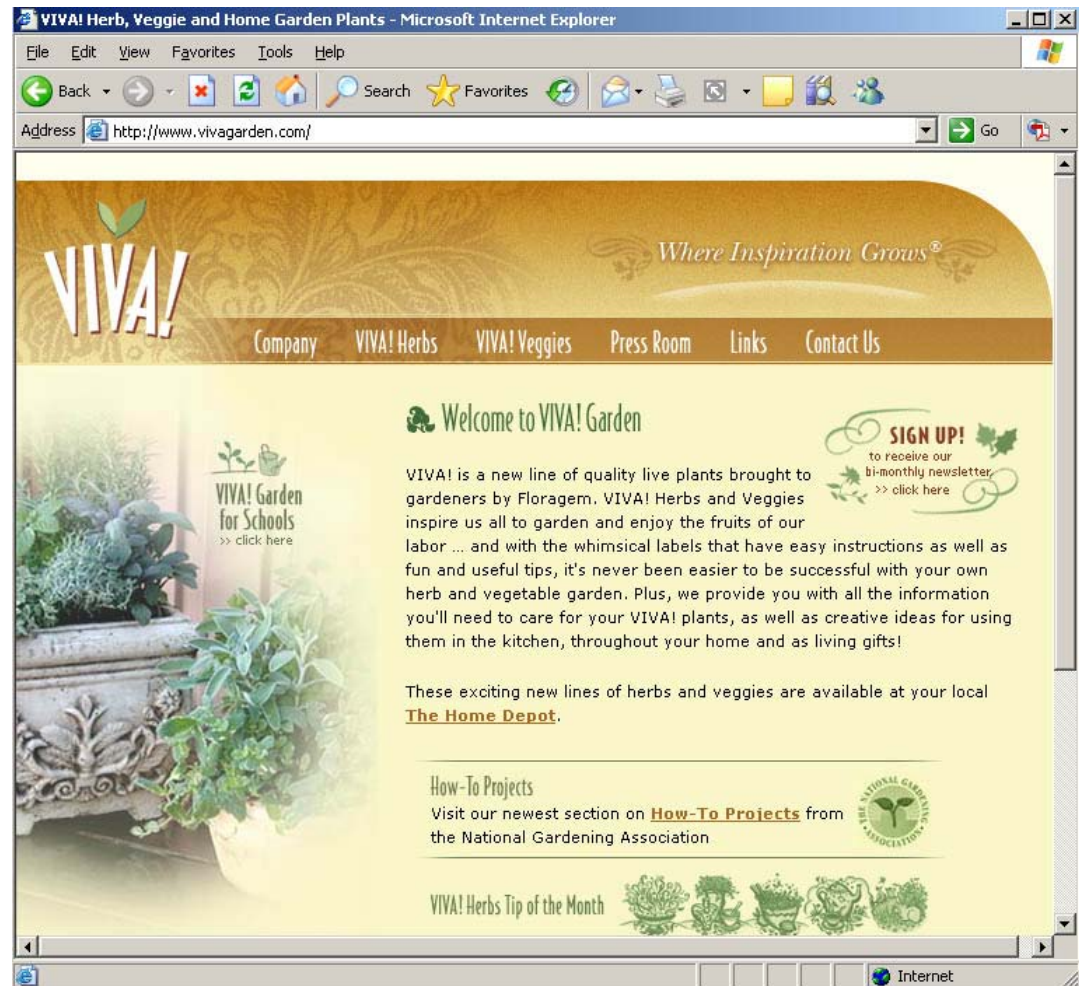 VIVA! Herb, Veggie and Home Garden Plants - Microsoft Internet Explorer
File Edit View Favorites Tools Help
Back Search Favorites
Address http://www.vivagarden.com/ Go
VIVA!
Where Inspiration Grows®
Company VIVA! Herbs VIVA! Veggies Press Room Links Contact Us
VIVA! Garden
for Schools
>> click here
Welcome to VIVA! Garden
SIGN UP!
to receive our
bi-monthly newsletter
>> click here
VIVA! is a new line of quality live plants brought to
gardeners by Floragem. VIVA! Herbs and Veggies
inspire us all to garden and enjoy the fruits of our
labor ... and with the whimsical labels that have easy instructions as well as
fun and useful tips, it's never been easier to be successful with your own
herb and vegetable garden. Plus, we provide you with all the information
you'll need to care for your VIVA! plants, as well as creative ideas for using
them in the kitchen, throughout your home and as living gifts!
These exciting new lines of herbs and veggies are available at your local
The Home Depot.
How-To Projects
Visit our newest section on How-To Projects from
the National Gardening Association
THE NATIONAL GARDENING ASSOCIATION
VIVA! Herbs Tip of the Month
Internet